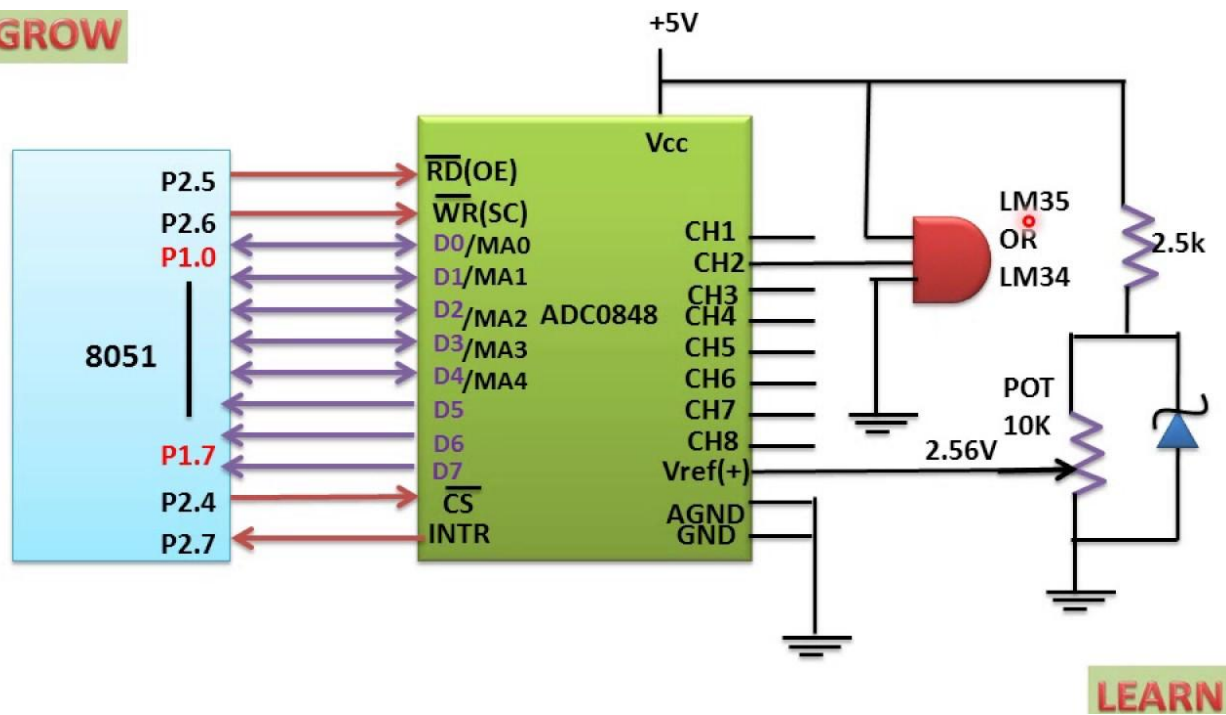 GROW
+5V
8051
P2.5
P2.6
P1.0
P1.7
P2.4
P2.7
Vcc
RD(OE)
WR(SC)
D0/MA0
D1/MA1
D2/MA2
D3/MA3
D4/MA4
D5
D6
D7
CS
INTR
ADC0848
CH1
CH2
CH3
CH4
CH5
CH6
CH7
CH8
Vref(+)
AGND
GND
LM35
OR
LM34
2.5k
POT
10K
2.56V
LEARN